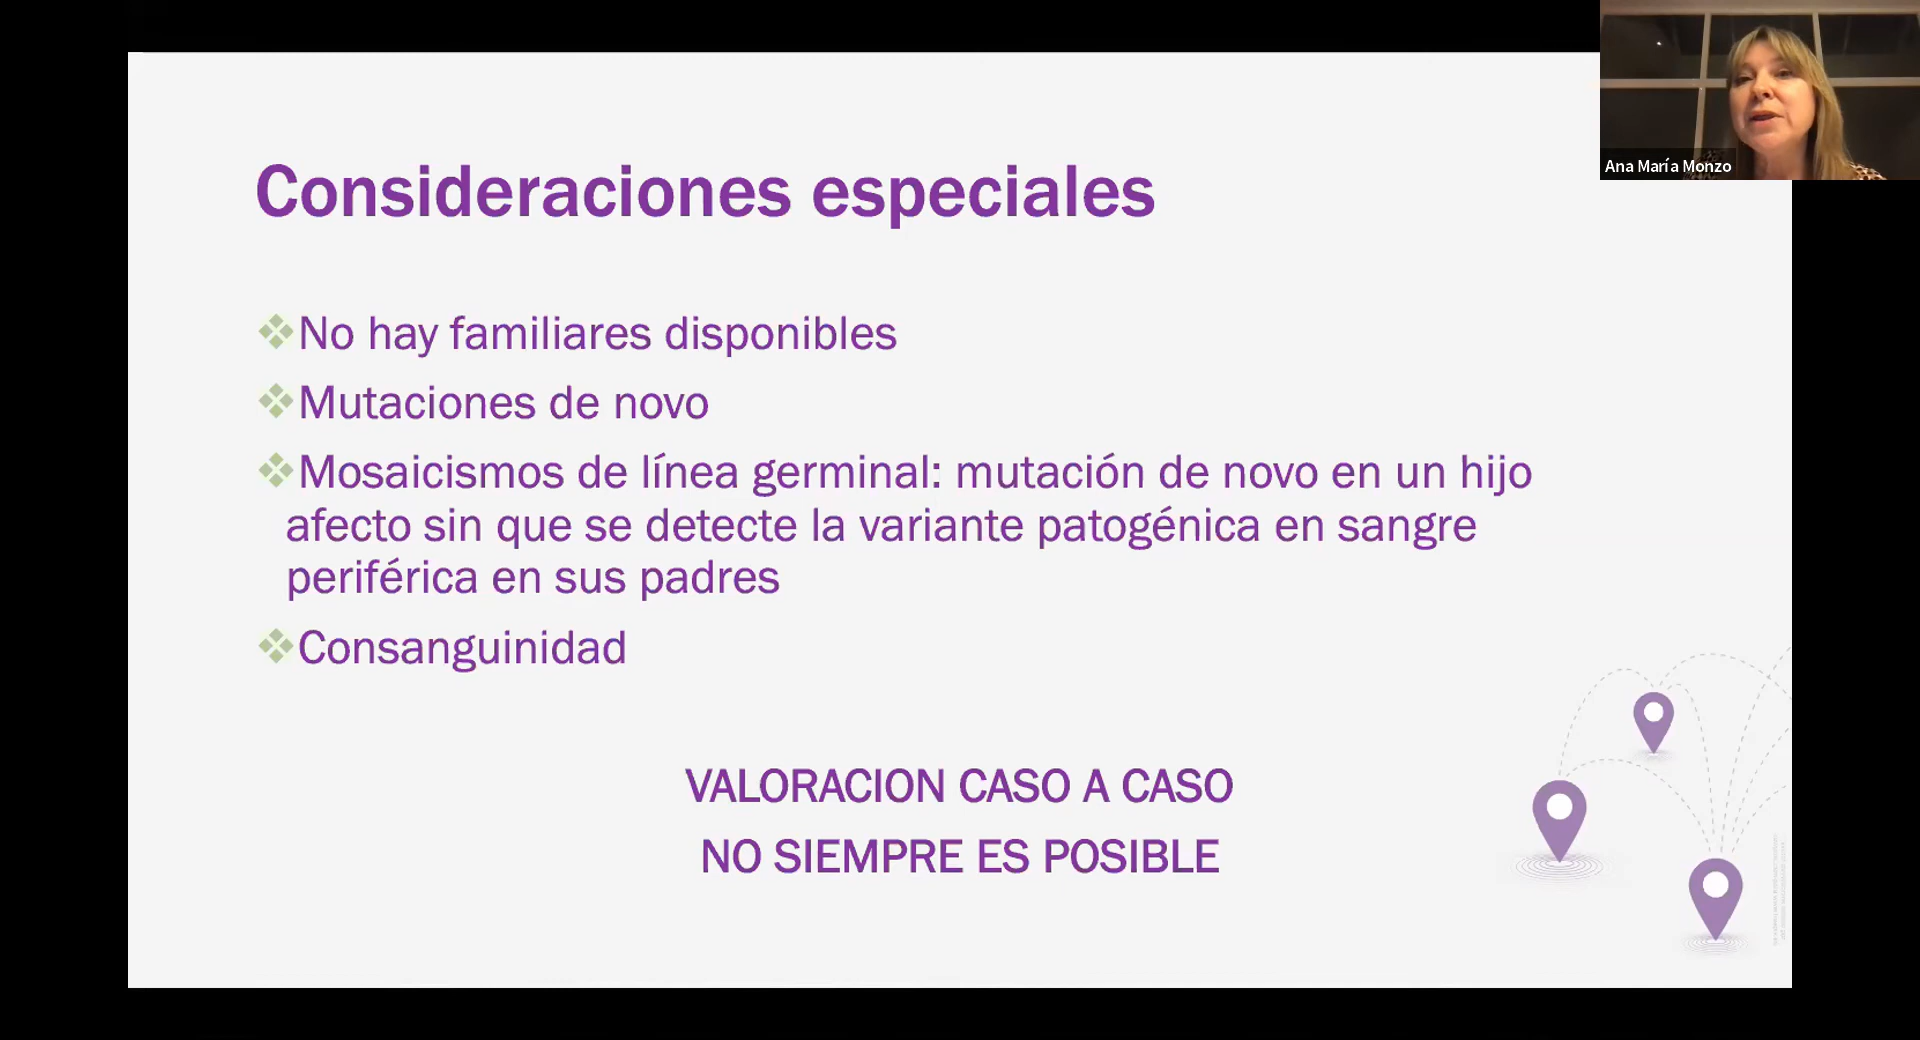 Ana María Monzo
Consideraciones especiales
No hay familiares disponibles
Mutaciones de novo
Mosaicismos de línea germinal: mutación de novo en un hijo
afecto sin que se detecte la variante patogénica en sangre
periférica en sus padres
Consanguinidad
VALORACION CASO A CASO
NO SIEMPRE ES POSIBLE